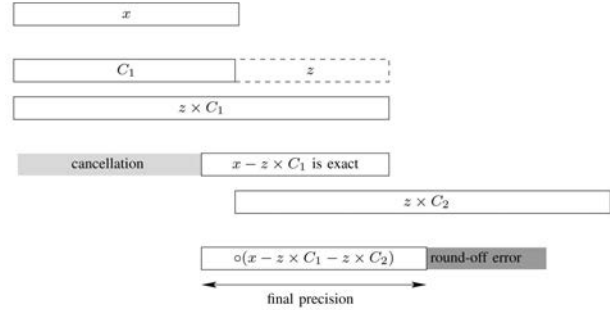 x
C₁ z
z × C₁
cancellation x − z × C₁ is exact
z × C₂
○(x − z × C₁ − z × C₂) round-off error
final precision